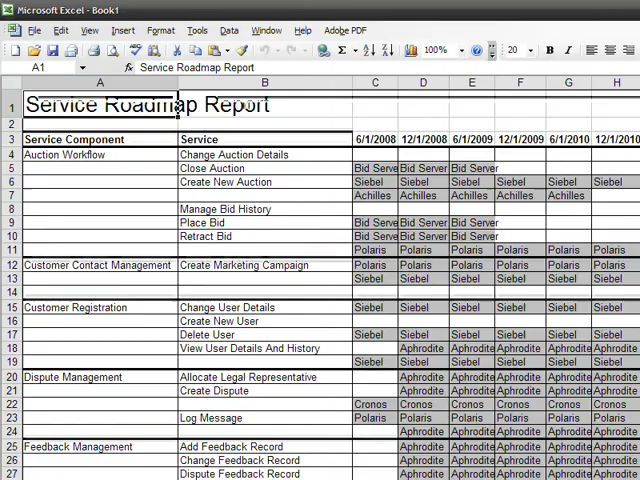 Microsoft Excel - Book1
File Edit View Insert Format Tools Data Window Help Adobe PDF
Σ 100% ? 20 B I
A1 fx Service Roadmap Report
A B C D E F G H
1 Service Roadmap Report
2
3 Service Component Service 6/1/2008 12/1/2008 6/1/2009 12/1/2009 6/1/2010 12/1/2010
4 Auction Workflow Change Auction Details
5 Close Auction Bid Serve Bid Server Bid Server
6 Create New Auction Siebel Siebel Siebel Siebel Siebel Siebel
7 Achilles Achilles Achilles Achilles Achilles
8 Manage Bid History
9 Place Bid Bid Serve Bid Server Bid Server
10 Retract Bid Bid Serve Bid Server Bid Server
11 Polaris Polaris Polaris Polaris Polaris Polaris
12 Customer Contact Management Create Marketing Campaign Polaris Polaris Polaris Polaris Polaris Polaris
13 Siebel Siebel Siebel Siebel Siebel Siebel
14
15 Customer Registration Change User Details Siebel Siebel Siebel Siebel Siebel Siebel
16 Create New User
17 Delete User Siebel Siebel Siebel Siebel Siebel Siebel
18 View User Details And History Aphrodite Aphrodite Aphrodite Aphrodite Aphrodite
19 Siebel Siebel Siebel Siebel Siebel Siebel
20 Dispute Management Allocate Legal Representative Aphrodite Aphrodite Aphrodite Aphrodite Aphrodite
21 Create Dispute Aphrodite Aphrodite Aphrodite Aphrodite Aphrodite
22 Cronos Cronos Cronos Cronos Cronos Cronos
23 Log Message Polaris Polaris Polaris Polaris Polaris Polaris
24 Aphrodite Aphrodite Aphrodite Aphrodite Aphrodite
25 Feedback Management Add Feedback Record Aphrodite Aphrodite Aphrodite Aphrodite Aphrodite
26 Change Feedback Record Aphrodite Aphrodite Aphrodite Aphrodite Aphrodite
27 Dispute Feedback Record Aphrodite Aphrodite Aphrodite Aphrodite Aphrodite